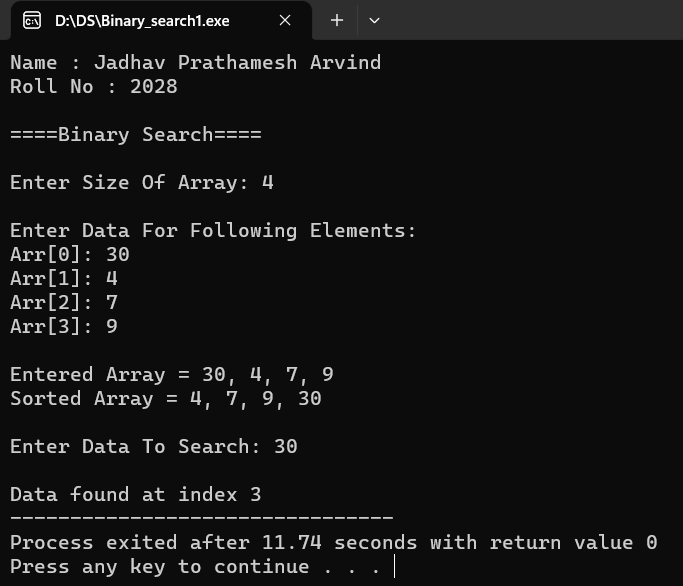 D:\DS\Binary_search1.exe
Name : Jadhav Prathamesh Arvind
Roll No : 2028
====Binary Search====
Enter Size Of Array: 4
Enter Data For Following Elements:
Arr[0]: 30
Arr[1]: 4
Arr[2]: 7
Arr[3]: 9
Entered Array = 30, 4, 7, 9
Sorted Array = 4, 7, 9, 30
Enter Data To Search: 30
Data found at index 3
--------------------------------
Process exited after 11.74 seconds with return value 0
Press any key to continue . . .